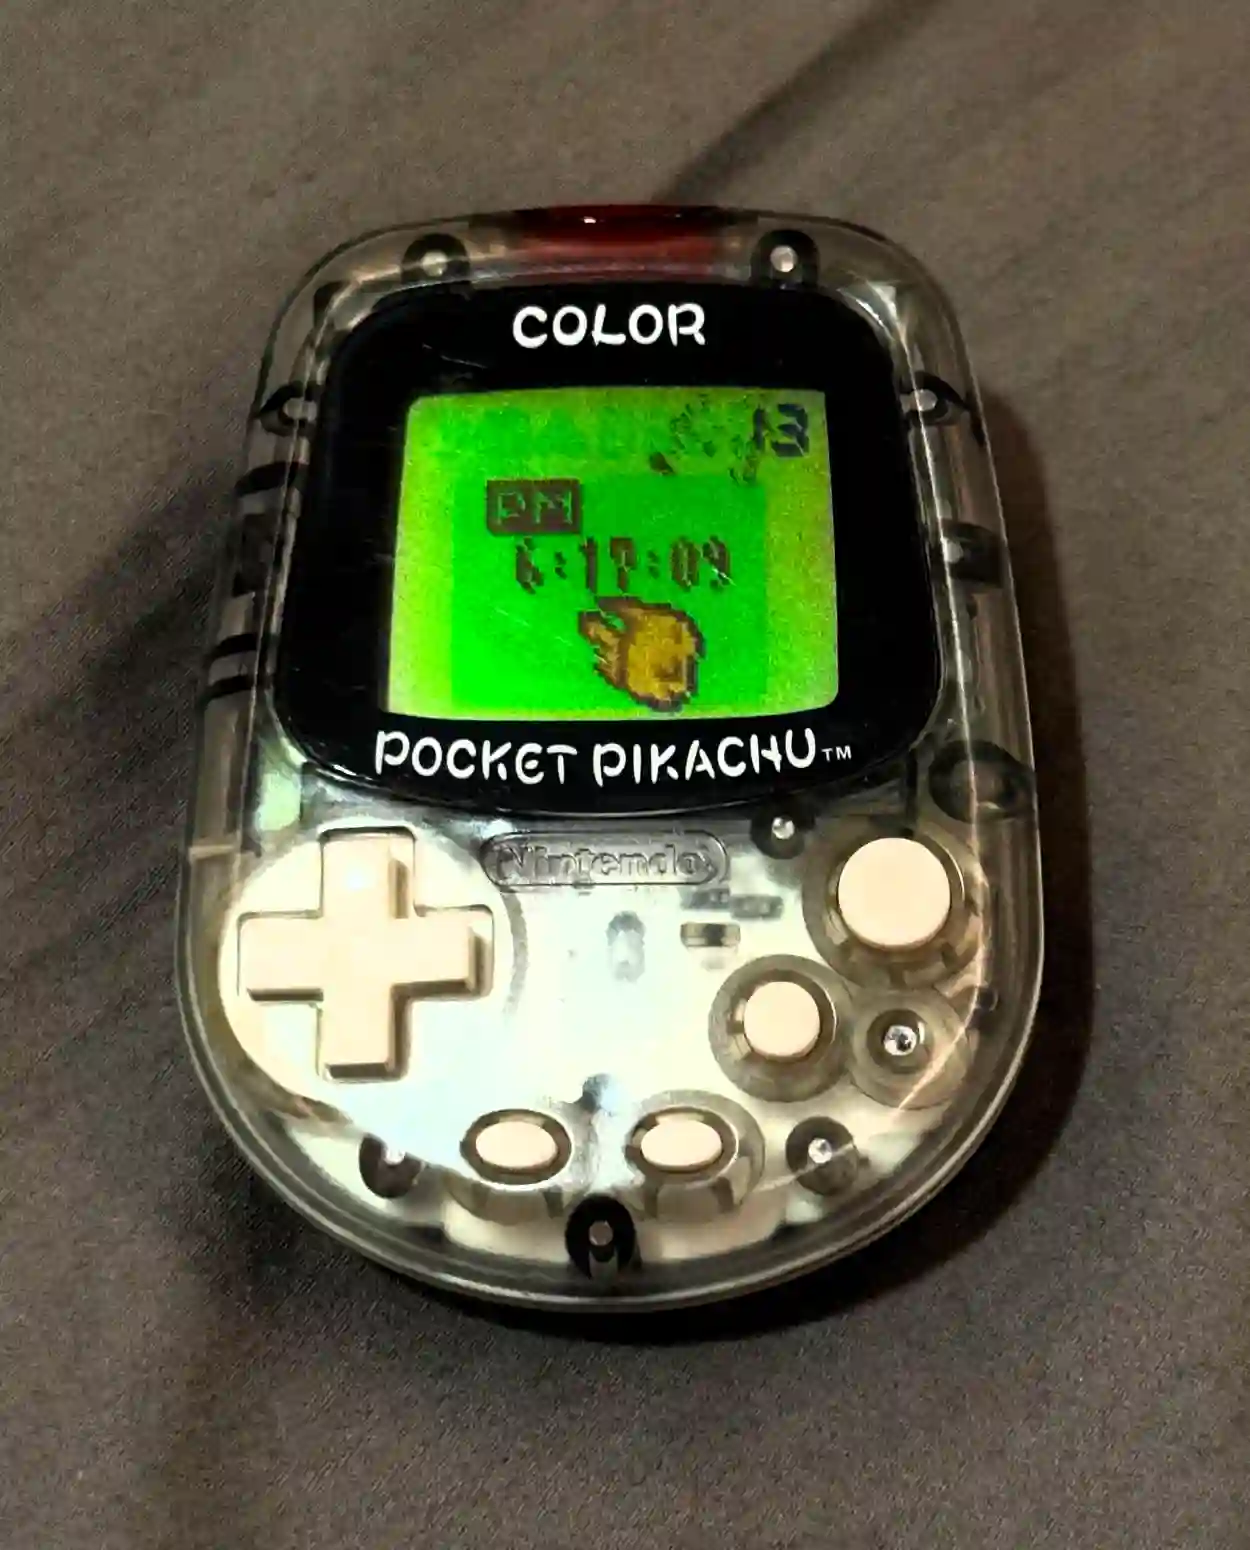 COLOR
13
PM
6:17:09
POCKET PIKACHU™
Nintendo